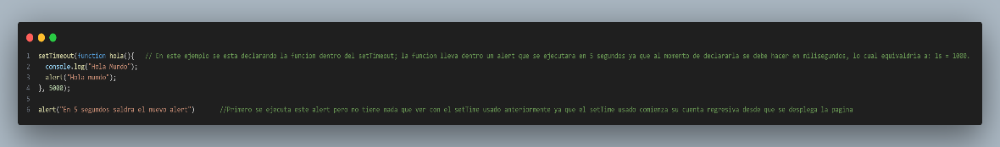 1 setTimeout(function hola(){   // En este ejemplo se esta declarando la funcion dentro del setTimeout; la funcion lleva dentro un alert que se ejecutara en 5 segundos ya que al momento de declararla se debe hacer en milisegundos, lo cual equivaldria a: 1s = 1000.
2   console.log("Hola Mundo");
3   alert("Hola mundo");
4 }, 5000);
5
6 alert("En 5 segundos saldra el nuevo alert")       //Primero se ejecuta este alert pero no tiene nada que ver con el setTime usado anteriormente ya que el setTime usado comienza su cuenta regresiva desde que se desplega la pagina